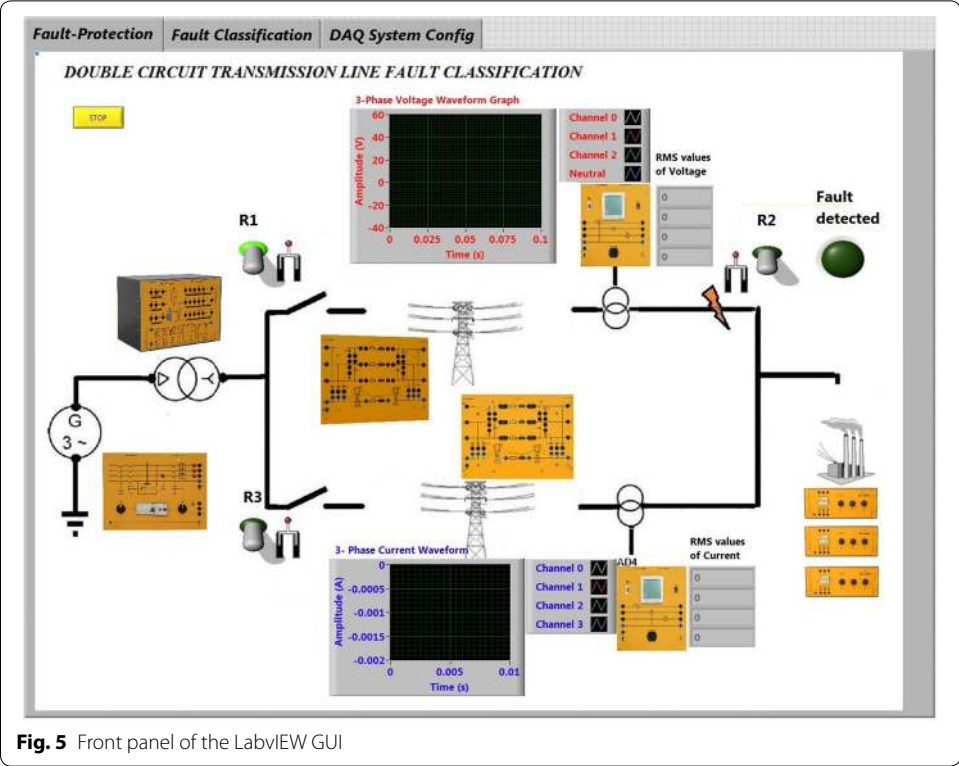 Fault-Protection
Fault Classification
DAQ System Config
DOUBLE CIRCUIT TRANSMISSION LINE FAULT CLASSIFICATION
STOP
3-Phase Voltage Waveform Graph
Amplitude (V)
60
40
20
0
-20
-40
0 0.025 0.05 0.075 0.1
Time (s)
Channel 0
Channel 1
Channel 2
Neutral
RMS values
of Voltage
0
0
0
0
R1
R2
Fault
detected
G
3 ~
R3
3- Phase Current Waveform
Amplitude (A)
0
-0.0005
-0.001
-0.0015
-0.002
0 0.005 0.01
Time (s)
Channel 0
Channel 1
Channel 2
Channel 3
AD4
RMS values
of Current
0
0
0
0
Fig. 5 Front panel of the LabvIEW GUI